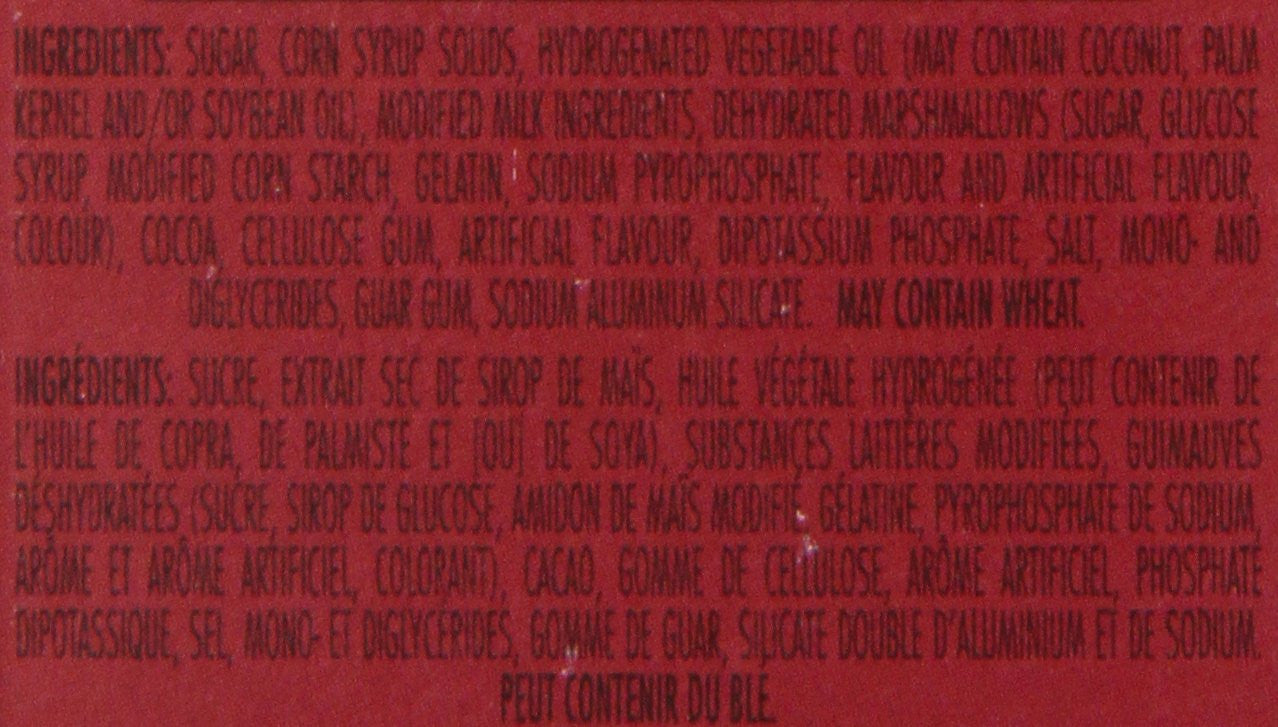 INGREDIENTS: SUGAR, CORN SYRUP SOLIDS, HYDROGENATED VEGETABLE OIL (MAY CONTAIN COCONUT, PALM
KERNEL AND/OR SOYBEAN OIL), MODIFIED MILK INGREDIENTS, DEHYDRATED MARSHMALLOWS (SUGAR, GLUCOSE
SYRUP, MODIFIED CORN STARCH, GELATIN, SODIUM PYROPHOSPHATE, FLAVOUR AND ARTIFICIAL FLAVOUR,
COLOUR), COCOA, CELLULOSE GUM, ARTIFICIAL FLAVOUR, DIPOTASSIUM PHOSPHATE, SALT, MONO- AND
DIGLYCERIDES, GUAR GUM, SODIUM ALUMINUM SILICATE. MAY CONTAIN WHEAT.
INGRÉDIENTS: SUCRE, EXTRAIT SEC DE SIROP DE MAÏS, HUILE VÉGÉTALE HYDROGÉNÉE (PEUT CONTENIR DE
L'HUILE DE COPRA, DE PALMISTE ET [OU] DE SOYA), SUBSTANCES LAITIÈRES MODIFIÉES, GUIMAUVES
DÉSHYDRATÉES (SUCRE, SIROP DE GLUCOSE, AMIDON DE MAÏS MODIFIÉ, GÉLATINE, PYROPHOSPHATE DE SODIUM,
ARÔME ET ARÔME ARTIFICIEL, COLORANT), CACAO, GOMME DE CELLULOSE, ARÔME ARTIFICIEL, PHOSPHATE
DIPOTASSIQUE, SEL, MONO- ET DIGLYCÉRIDES, GOMME DE GUAR, SILICATE DOUBLE D'ALUMINIUM ET DE SODIUM.
PEUT CONTENIR DU BLÉ.